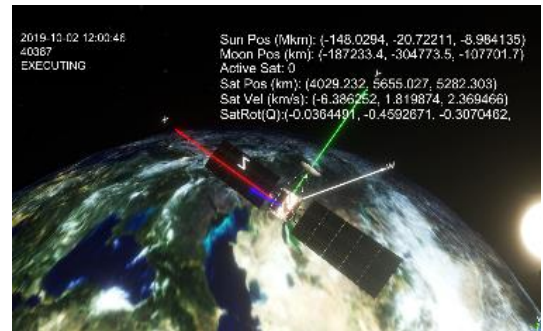 2019-10-02 12:00:46
40387
EXECUTING
Sun Pos (Mkm): (-148.0294, -20.72211, -8.984135)
Moon Pos (km): (-187233.4, -304773.5, -107701.7)
Active Sat: 0
Sat Pos (km): (4029.232, 5655.027, 5282.303)
Sat Vel (km/s): (-6.386252, 1.819874, 2.369466)
SatRot(Q):(-0.0364491, -0.4592671, -0.3070462,